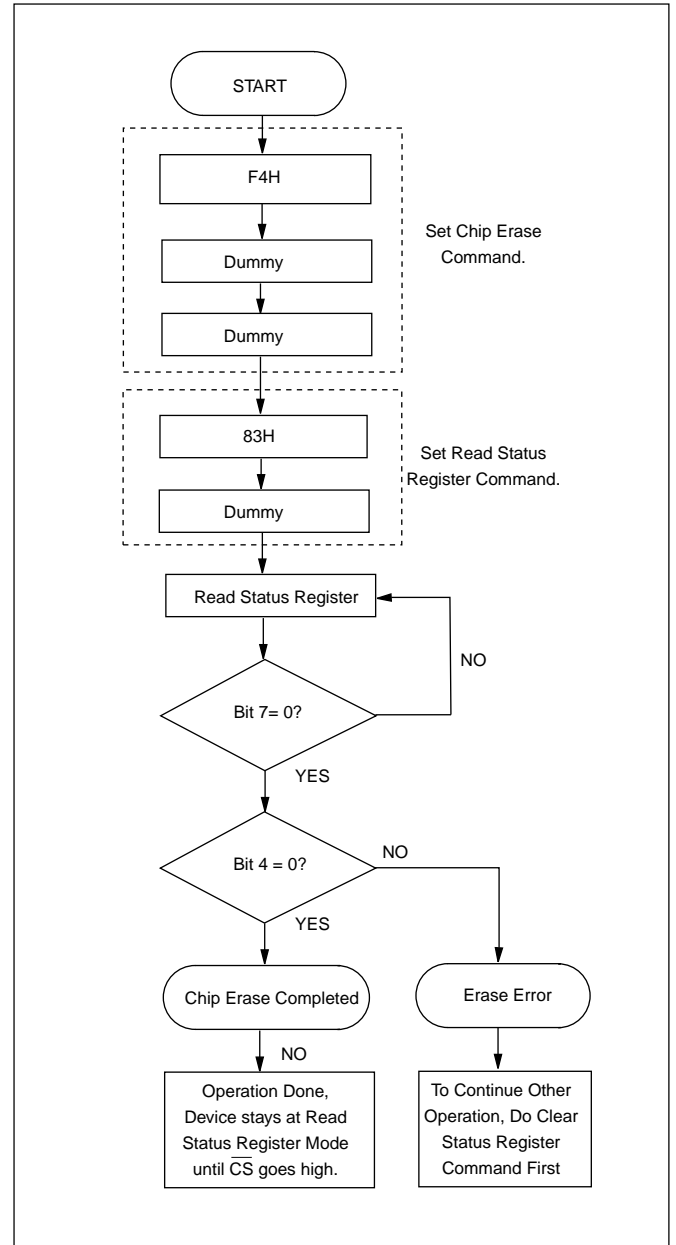 START
F4H
Set Chip Erase
Command.
Dummy
Dummy
83H
Set Read Status
Register Command.
Dummy
Read Status Register
NO
Bit 7= 0?
YES
NO
Bit 4 = 0?
YES
Chip Erase Completed
Erase Error
NO
Operation Done,
Device stays at Read
Status Register Mode
until C̅S̅ goes high.
To Continue Other
Operation, Do Clear
Status Register
Command First